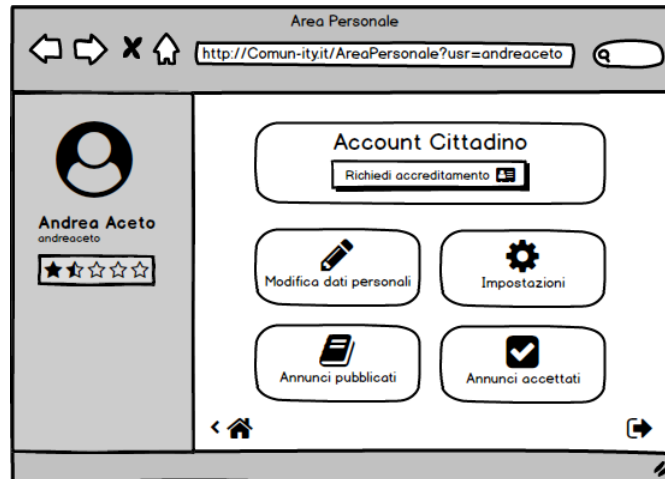 Area Personale
http://Comun-ity.it/AreaPersonale?usr=andreaceto
Account Cittadino
Richiedi accreditamento
Andrea Aceto
andreaceto
Modifica dati personali
Impostazioni
Annunci pubblicati
Annunci accettati